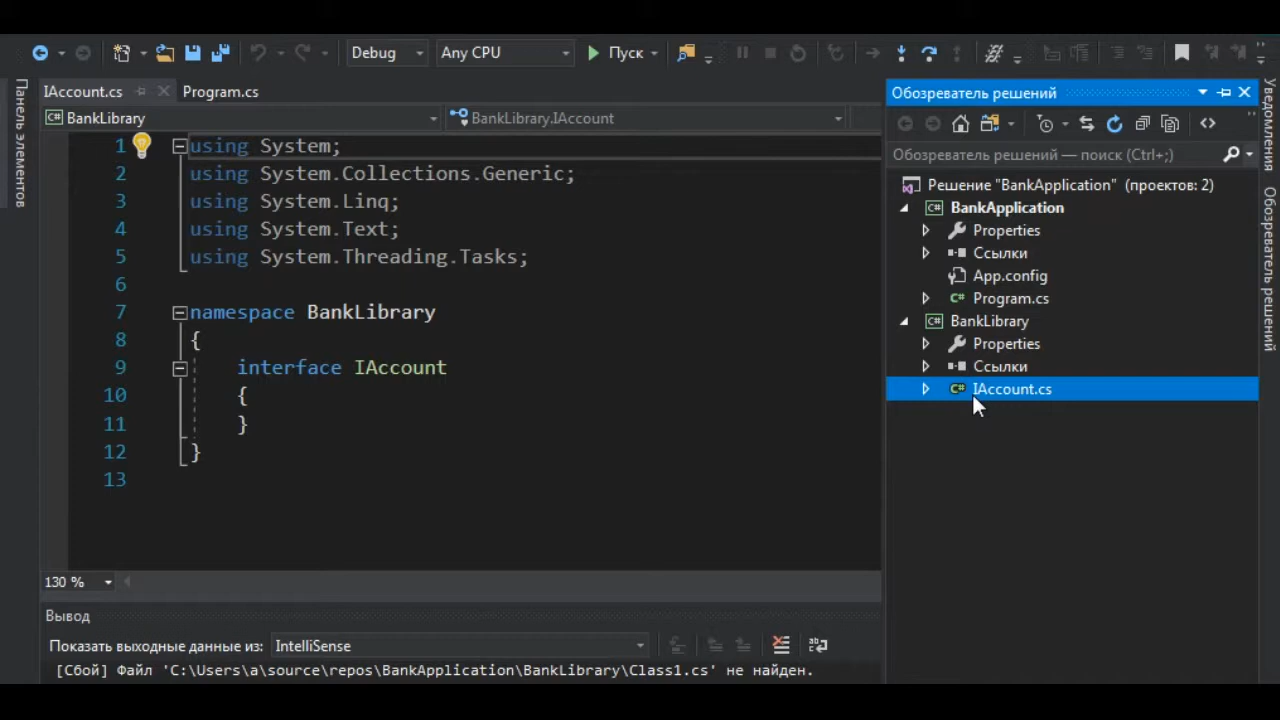 Debug
Any CPU
Пуск
Панель элементов
IAccount.cs
Program.cs
BankLibrary
BankLibrary.IAccount
1 using System;
2 using System.Collections.Generic;
3 using System.Linq;
4 using System.Text;
5 using System.Threading.Tasks;
6
7 namespace BankLibrary
8 {
9 interface IAccount
10 {
11 }
12 }
13
130 %
Вывод
Показать выходные данные из: IntelliSense
[Сбой] Файл 'C:\Users\a\source\repos\BankApplication\BankLibrary\Class1.cs' не найден.
Обозреватель решений
Обозреватель решений — поиск (Ctrl+;)
Решение "BankApplication" (проектов: 2)
C# BankApplication
Properties
Ссылки
App.config
C# Program.cs
C# BankLibrary
Properties
Ссылки
C# IAccount.cs
Уведомления
Обозреватель решений